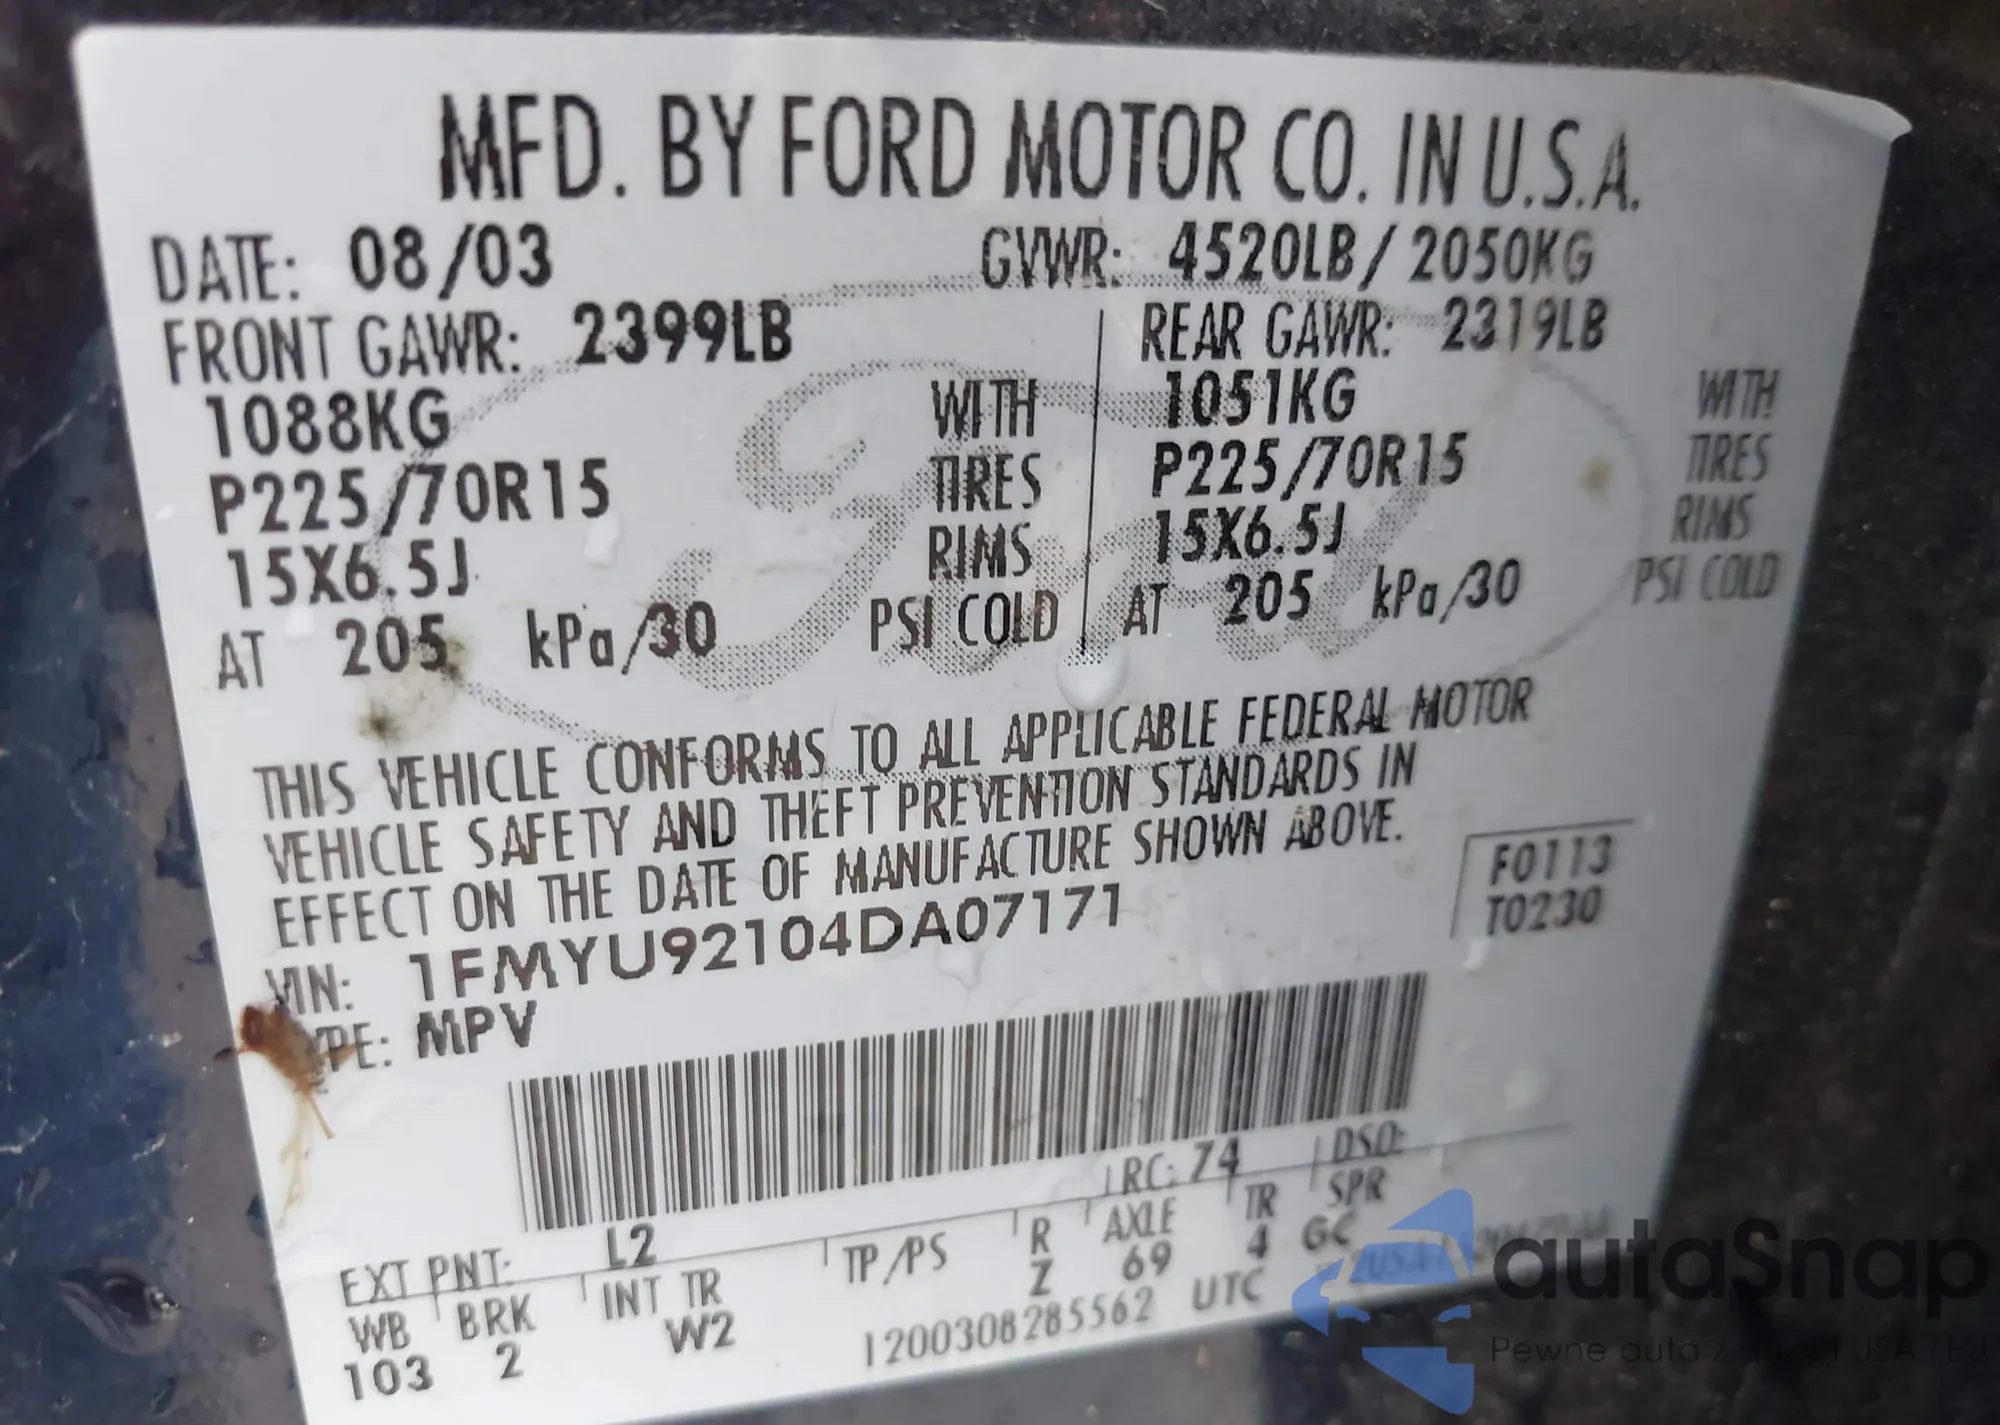 MFD. BY FORD MOTOR CO. IN U.S.A.
DATE: 08/03 GVWR: 4520LB/2050KG
FRONT GAWR: 2399LB REAR GAWR: 2319LB
1088KG WITH 1051KG WITH
P225/70R15 TIRES P225/70R15 TIRES
15X6.5J RIMS 15X6.5J RIMS
AT 205 kPa/30 PSI COLD AT 205 kPa/30 PSI COLD
Ford
THIS VEHICLE CONFORMS TO ALL APPLICABLE FEDERAL MOTOR
VEHICLE SAFETY AND THEFT PREVENTION STANDARDS IN
EFFECT ON THE DATE OF MANUFACTURE SHOWN ABOVE.
F0113
T0230
VIN: 1FMYU92104DA07171
TYPE: MPV
EXT PNT: L2 RC: 74 DSO:
WB BRK INT TR TP/PS R AXLE TR SPR
103 2 W2 Z 69 4 GC
1200308285562 UTC
autaSnap
Pewne auta z